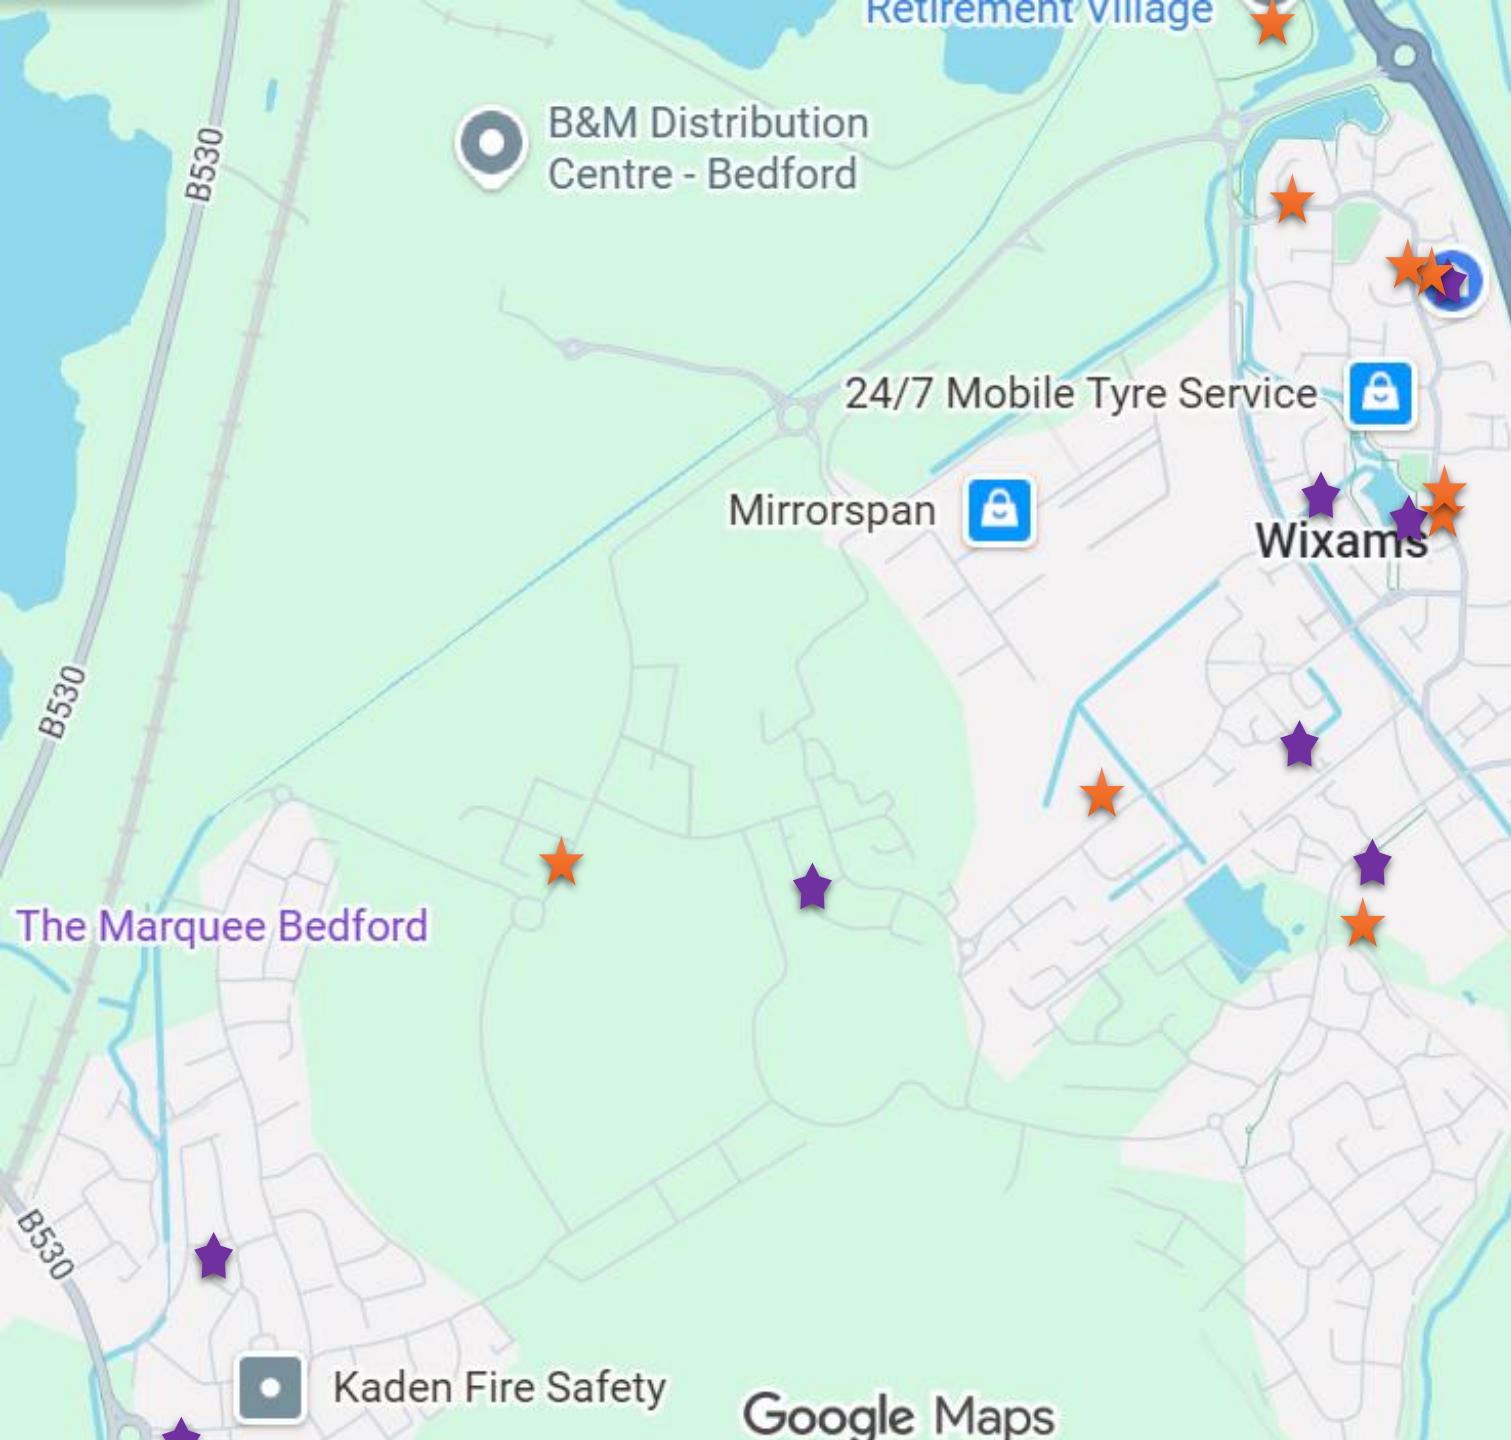 Retirement Village
B&M Distribution
Centre - Bedford
B530
24/7 Mobile Tyre Service
Mirrorspan
Wixams
B530
The Marquee Bedford
B530
Kaden Fire Safety
Google Maps